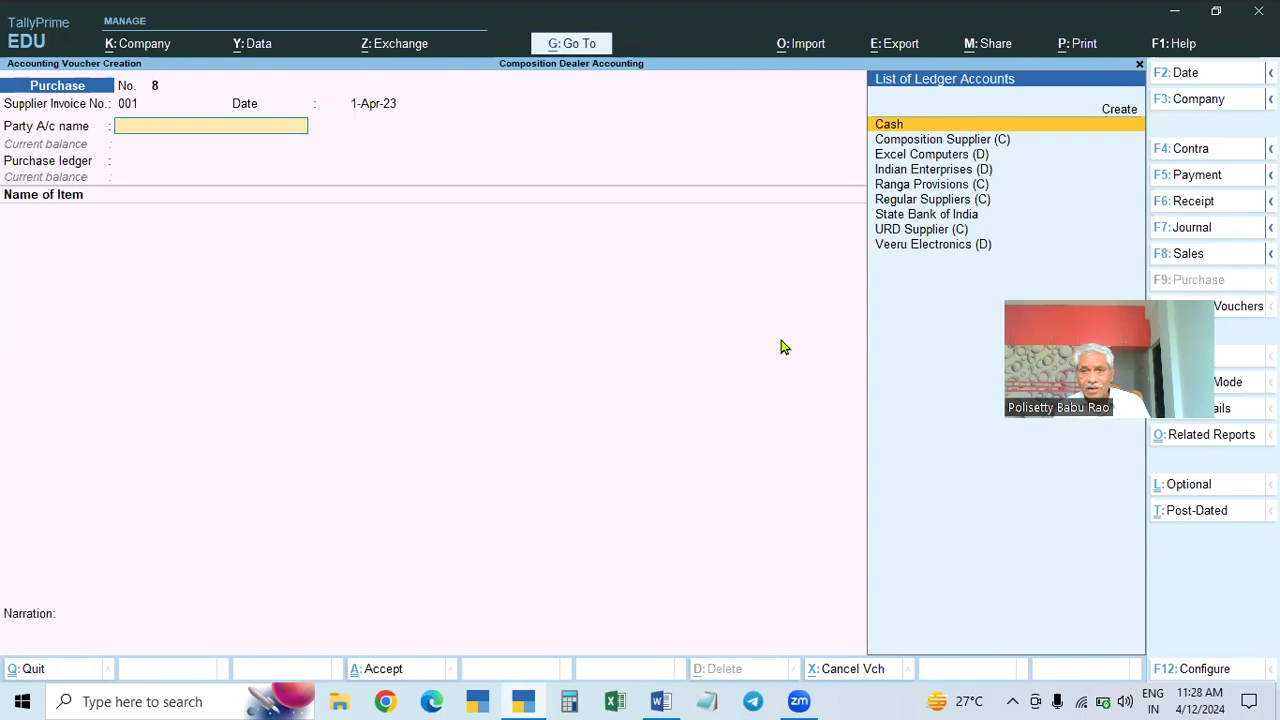 TallyPrime
EDU
MANAGE
K: Company
Y: Data
Z: Exchange
G: Go To
O: Import
E: Export
M: Share
P: Print
F1: Help
Accounting Voucher Creation
Composition Dealer Accounting
Purchase No. 8
Supplier Invoice No.: 001 Date : 1-Apr-23
Party A/c name :
Current balance :
Purchase ledger :
Current balance :
Name of Item
Narration:
List of Ledger Accounts
Create
Cash
Composition Supplier (C)
Excel Computers (D)
Indian Enterprises (D)
Ranga Provisions (C)
Regular Suppliers (C)
State Bank of India
URD Supplier (C)
Veeru Electronics (D)
F2: Date
F3: Company
F4: Contra
F5: Payment
F6: Receipt
F7: Journal
F8: Sales
F9: Purchase
Vouchers
Mode
ails
O: Related Reports
L: Optional
T: Post-Dated
F12: Configure
Polisetty Babu Rao
Q: Quit
A: Accept
D: Delete
X: Cancel Vch
Type here to search
zm
27°C
ENG
IN
11:28 AM
4/12/2024